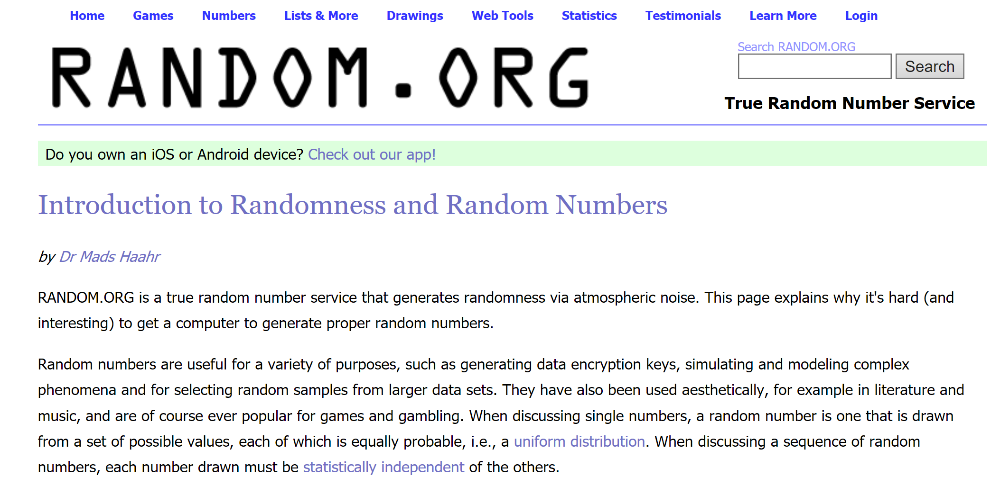 Home Games Numbers Lists & More Drawings Web Tools Statistics Testimonials Learn More Login
RANDOM.ORG
Search RANDOM.ORG
Search
True Random Number Service
Do you own an iOS or Android device? Check out our app!
Introduction to Randomness and Random Numbers
by Dr Mads Haahr
RANDOM.ORG is a true random number service that generates randomness via atmospheric noise. This page explains why it's hard (and
interesting) to get a computer to generate proper random numbers.
Random numbers are useful for a variety of purposes, such as generating data encryption keys, simulating and modeling complex
phenomena and for selecting random samples from larger data sets. They have also been used aesthetically, for example in literature and
music, and are of course ever popular for games and gambling. When discussing single numbers, a random number is one that is drawn
from a set of possible values, each of which is equally probable, i.e., a uniform distribution. When discussing a sequence of random
numbers, each number drawn must be statistically independent of the others.